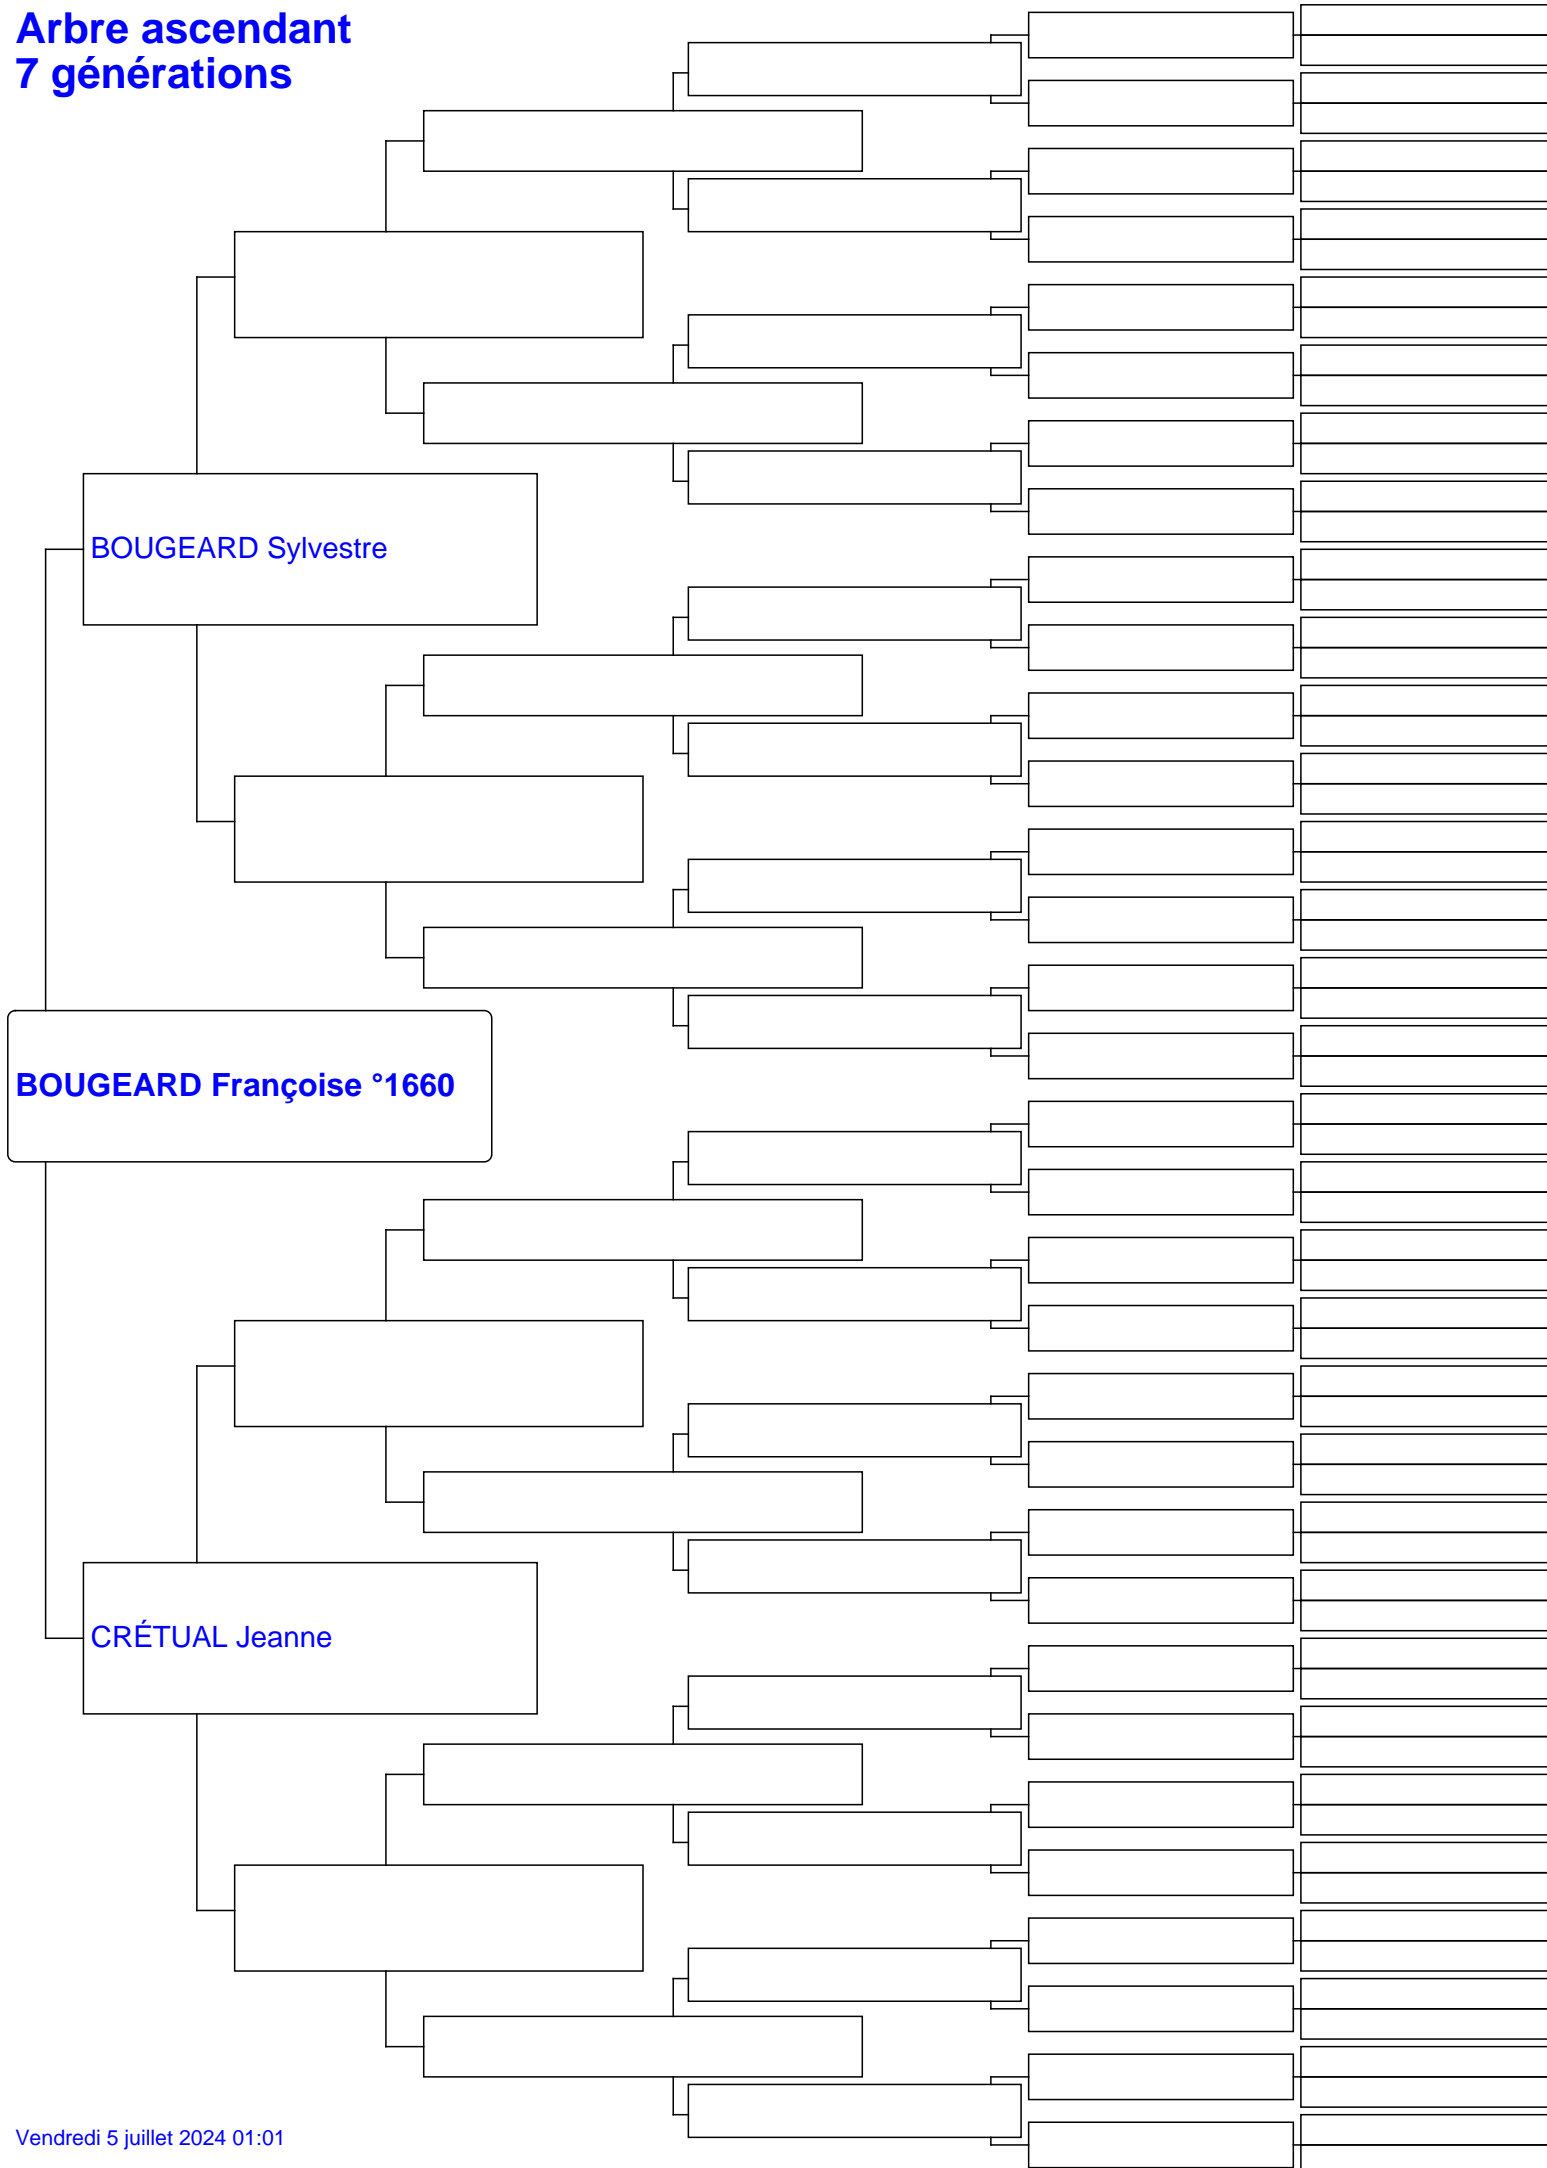 Arbre ascendant
7 générations
BOUGEARD Sylvestre
BOUGEARD Françoise °1660
CRÉTUAL Jeanne
Vendredi 5 juillet 2024 01:01